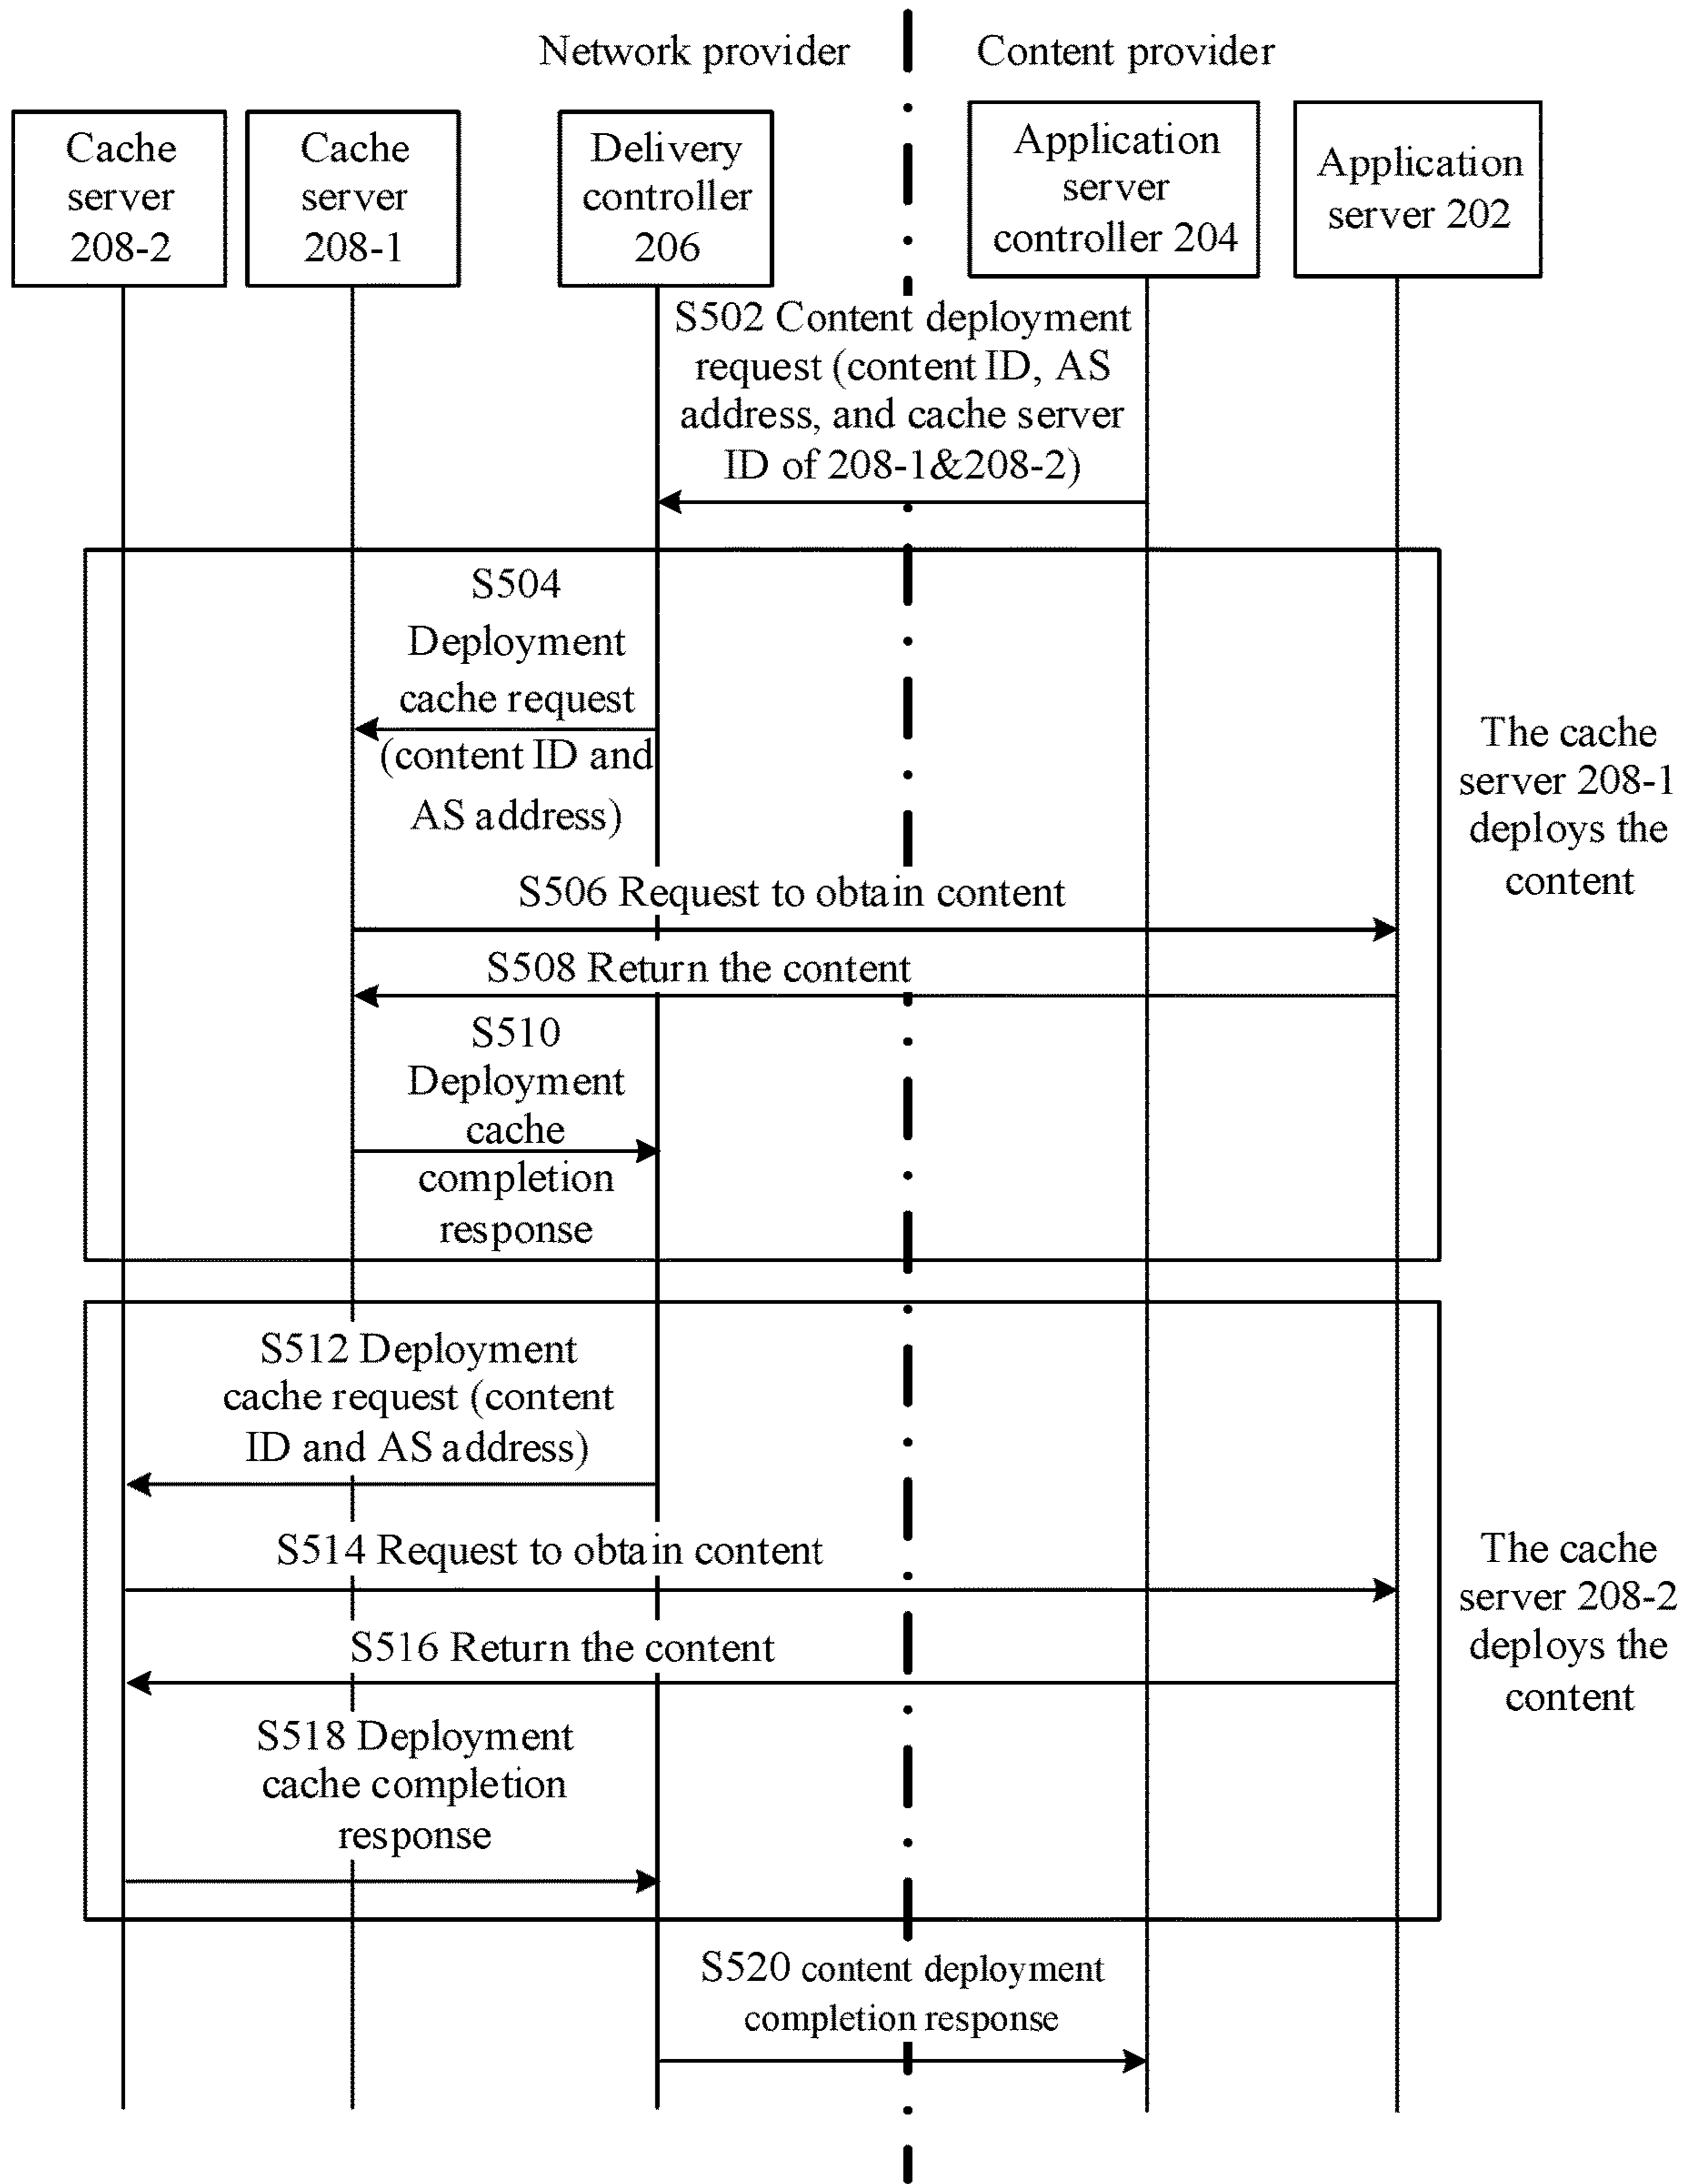 Network provider
Content provider
Cache
server
208-2
Cache
server
208-1
Delivery
controller
206
Application
server
controller 204
Application
server 202
S502 Content deployment
request (content ID, AS
address, and cache server
ID of 208-1&208-2)
S504
Deployment
cache request
(content ID and
AS address)
The cache
server 208-1
deploys the
content
S506 Request to obtain content
S508 Return the content
S510
Deployment
cache
completion
response
S512 Deployment
cache request (content
ID and AS address)
S514 Request to obtain content
The cache
server 208-2
deploys the
content
S516 Return the content
S518 Deployment
cache completion
response
S520 content deployment
completion response